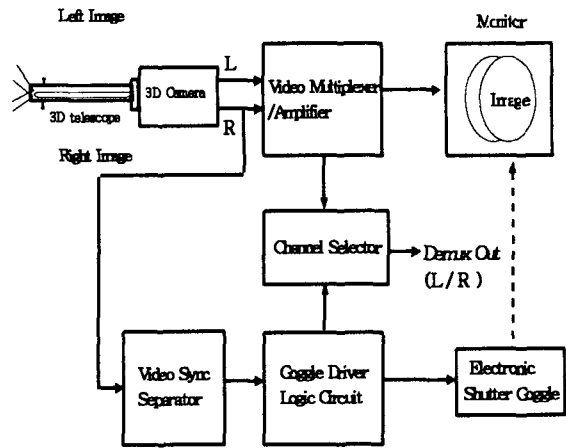 Left Image
Monitor
L
3D Camera
Video Multiplexer
/Amplifier
Image
3D telescope
R
Right Image
Channel Selector
Demux Out
(L/R)
Video Sync
Separator
Goggle Driver
Logic Circuit
Electronic
Shutter Goggle